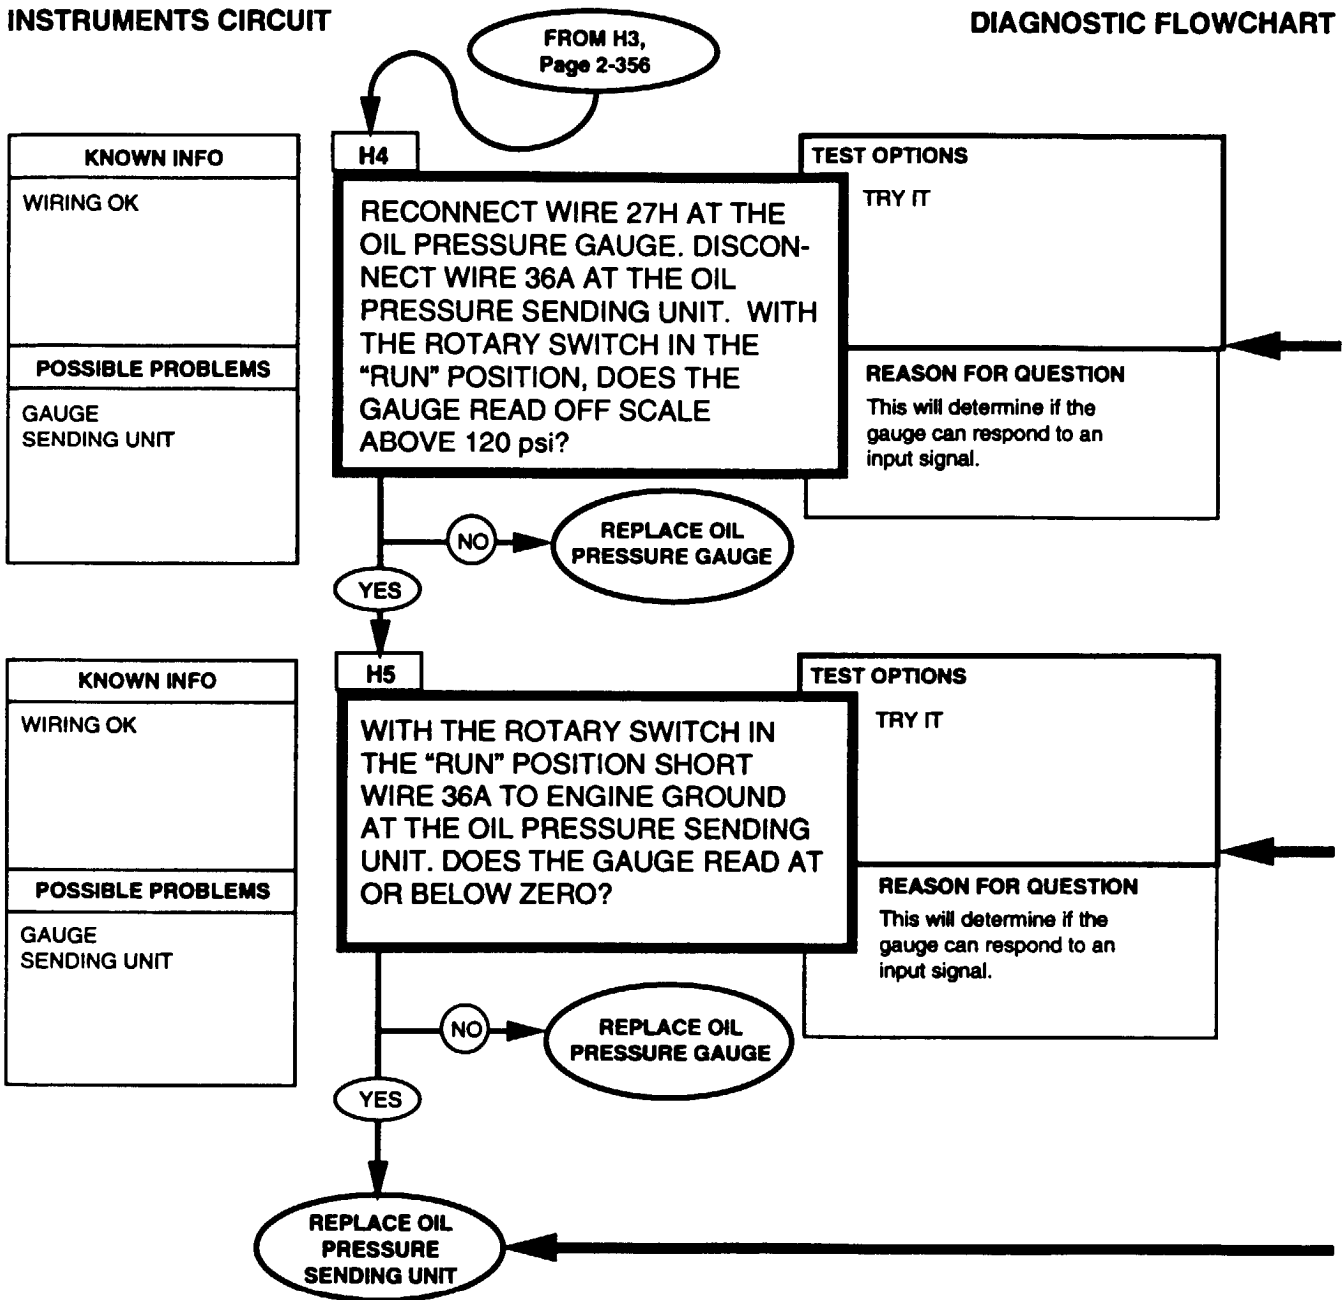 INSTRUMENTS CIRCUIT
DIAGNOSTIC FLOWCHART
FROM H3,
Page 2-356
KNOWN INFO
WIRING OK
POSSIBLE PROBLEMS
GAUGE
SENDING UNIT
H4
RECONNECT WIRE 27H AT THE
OIL PRESSURE GAUGE. DISCON-
NECT WIRE 36A AT THE OIL
PRESSURE SENDING UNIT. WITH
THE ROTARY SWITCH IN THE
"RUN" POSITION, DOES THE
GAUGE READ OFF SCALE
ABOVE 120 psi?
TEST OPTIONS
TRY IT
REASON FOR QUESTION
This will determine if the
gauge can respond to an
input signal.
NO
REPLACE OIL
PRESSURE GAUGE
YES
KNOWN INFO
WIRING OK
POSSIBLE PROBLEMS
GAUGE
SENDING UNIT
H5
WITH THE ROTARY SWITCH IN
THE "RUN" POSITION SHORT
WIRE 36A TO ENGINE GROUND
AT THE OIL PRESSURE SENDING
UNIT. DOES THE GAUGE READ AT
OR BELOW ZERO?
TEST OPTIONS
TRY IT
REASON FOR QUESTION
This will determine if the
gauge can respond to an
input signal.
NO
REPLACE OIL
PRESSURE GAUGE
YES
REPLACE OIL
PRESSURE
SENDING UNIT